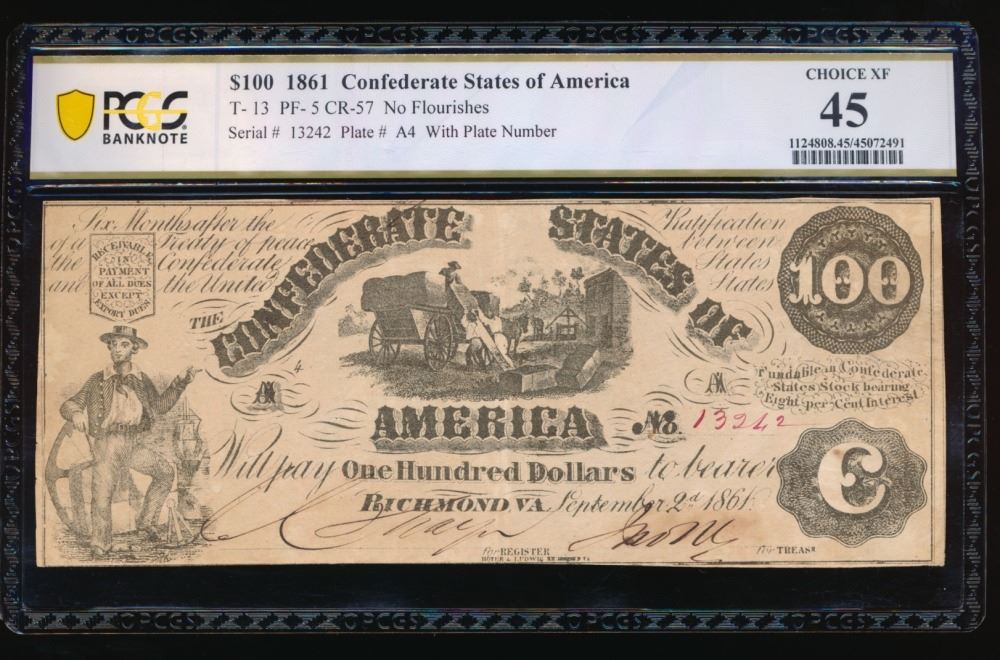 $100 1861 Confederate States of America
T- 13 PF- 5 CR-57 No Flourishes
Serial # 13242 Plate # A4 With Plate Number
PCGS
BANKNOTE
CHOICE XF
45
1124808.45/45072491
Six Months after the Ratification
of a Treaty of peace between
the Confederate States
and the United States
RECEIVABLE
IN
PAYMENT
OF ALL DUES
EXCEPT
EXPORT DUES
THE
CONFEDERATE STATES OF
AMERICA
100
4
A
A
Fundable in Confederate
States Stock bearing
Eight per Cent Interest
No. 13242
Will pay One Hundred Dollars to bearer
RICHMOND, VA September 2d 1861.
C
for REGISTER
for TREASR
HOYER & LUDWIG